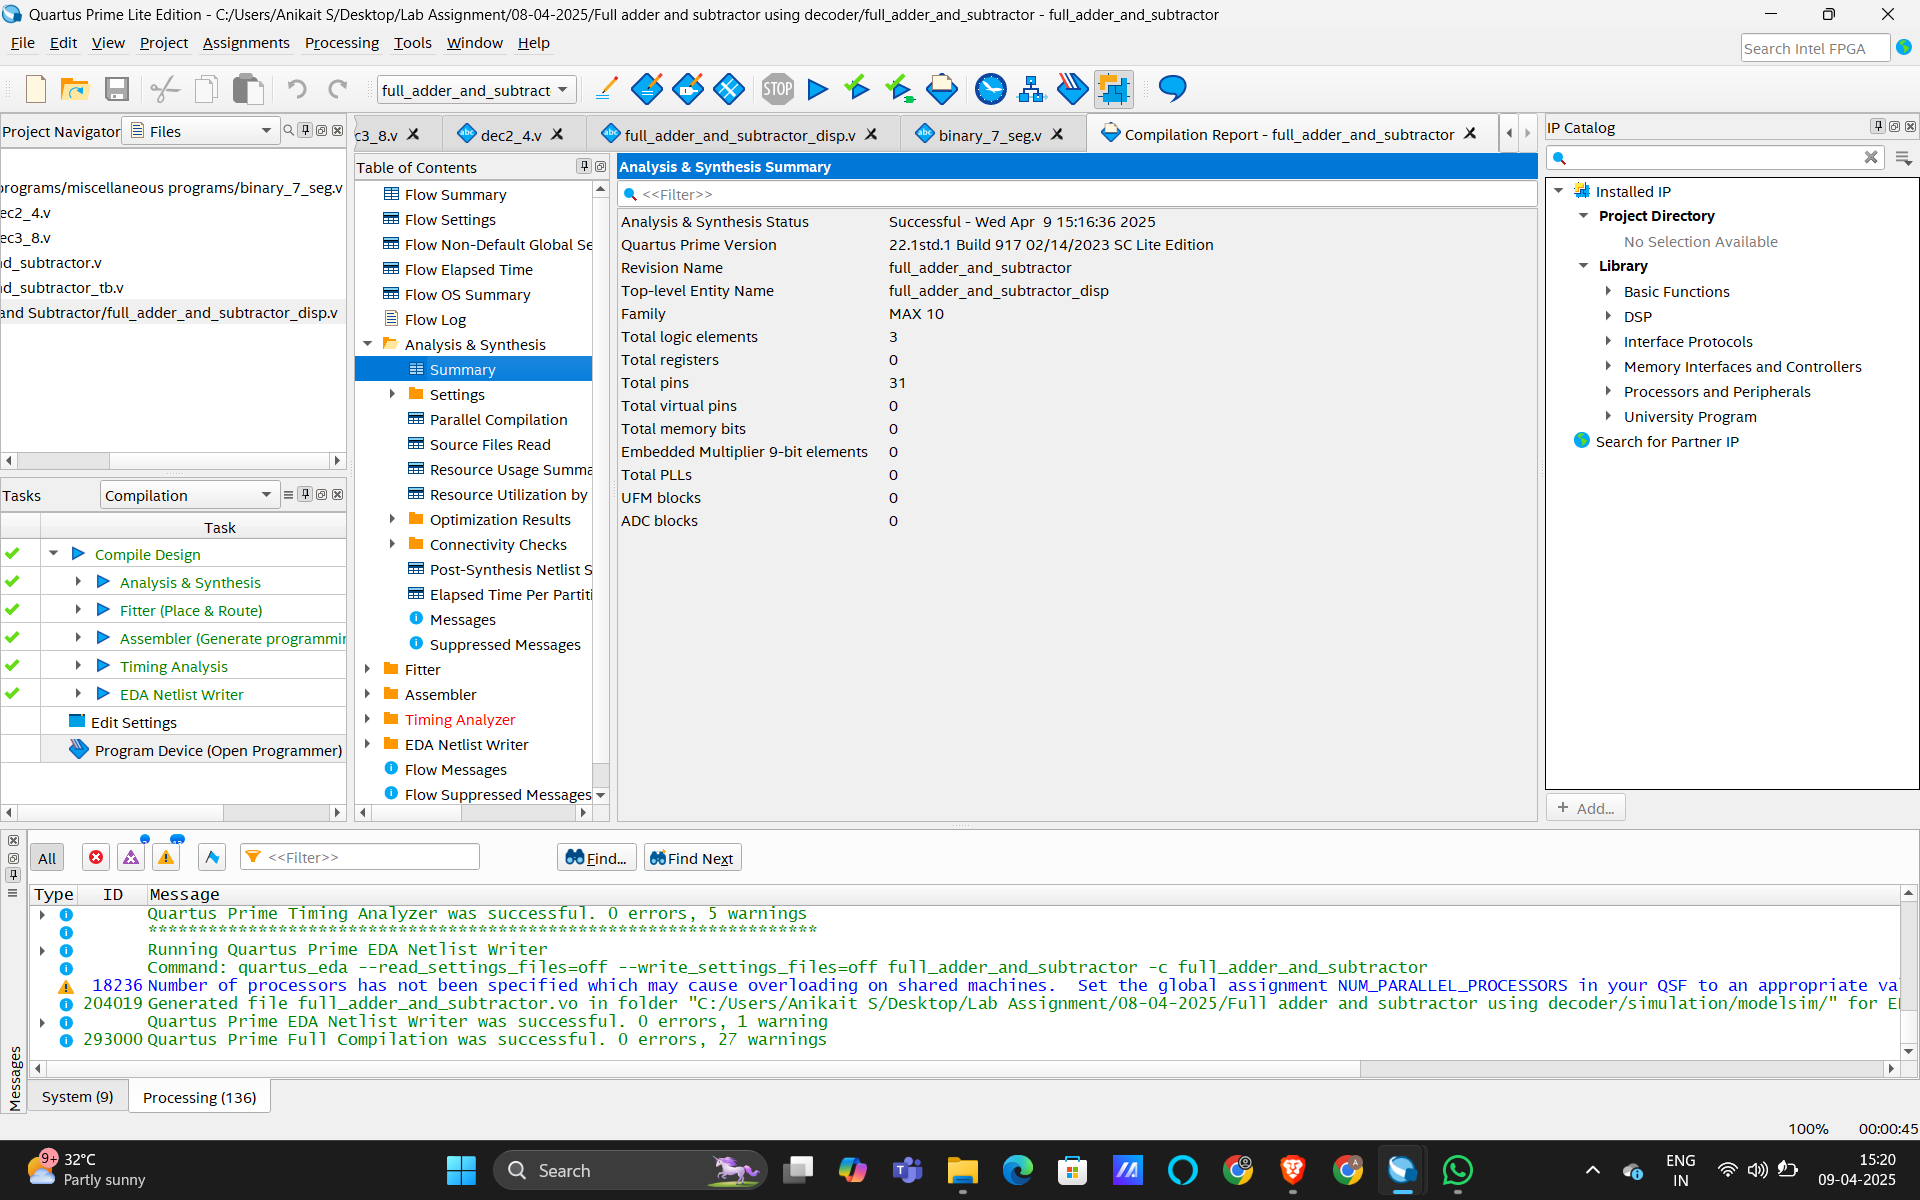 Quartus Prime Lite Edition - C:/Users/Anikait S/Desktop/Lab Assignment/08-04-2025/Full adder and subtractor using decoder/full_adder_and_subtractor - full_adder_and_subtractor
File Edit View Project Assignments Processing Tools Window Help
Search Intel FPGA
full_adder_and_subtract
STOP
Project Navigator Files
programs/miscellaneous programs/binary_7_seg.v
ec2_4.v
ec3_8.v
nd_subtractor.v
nd_subtractor_tb.v
and Subtractor/full_adder_and_subtractor_disp.v
Tasks Compilation
Task
Compile Design
Analysis & Synthesis
Fitter (Place & Route)
Assembler (Generate programmin
Timing Analysis
EDA Netlist Writer
Edit Settings
Program Device (Open Programmer)
c3_8.v
abc dec2_4.v
abc full_adder_and_subtractor_disp.v
abc binary_7_seg.v
Compilation Report - full_adder_and_subtractor
Table of Contents
Flow Summary
Flow Settings
Flow Non-Default Global Se
Flow Elapsed Time
Flow OS Summary
Flow Log
Analysis & Synthesis
Summary
Settings
Parallel Compilation
Source Files Read
Resource Usage Summa
Resource Utilization by
Optimization Results
Connectivity Checks
Post-Synthesis Netlist S
Elapsed Time Per Partiti
Messages
Suppressed Messages
Fitter
Assembler
Timing Analyzer
EDA Netlist Writer
Flow Messages
Flow Suppressed Messages
Analysis & Synthesis Summary
<<Filter>>
Analysis & Synthesis Status Successful - Wed Apr 9 15:16:36 2025
Quartus Prime Version 22.1std.1 Build 917 02/14/2023 SC Lite Edition
Revision Name full_adder_and_subtractor
Top-level Entity Name full_adder_and_subtractor_disp
Family MAX 10
Total logic elements 3
Total registers 0
Total pins 31
Total virtual pins 0
Total memory bits 0
Embedded Multiplier 9-bit elements 0
Total PLLs 0
UFM blocks 0
ADC blocks 0
IP Catalog
Installed IP
Project Directory
No Selection Available
Library
Basic Functions
DSP
Interface Protocols
Memory Interfaces and Controllers
Processors and Peripherals
University Program
Search for Partner IP
+ Add...
All <<Filter>> Find... Find Next
Type ID Message
Quartus Prime Timing Analyzer was successful. 0 errors, 5 warnings
*******************************************************************
Running Quartus Prime EDA Netlist Writer
Command: quartus_eda --read_settings_files=off --write_settings_files=off full_adder_and_subtractor -c full_adder_and_subtractor
18236 Number of processors has not been specified which may cause overloading on shared machines.  Set the global assignment NUM_PARALLEL_PROCESSORS in your QSF to an appropriate va
204019 Generated file full_adder_and_subtractor.vo in folder "C:/Users/Anikait S/Desktop/Lab Assignment/08-04-2025/Full adder and subtractor using decoder/simulation/modelsim/" for E
Quartus Prime EDA Netlist Writer was successful. 0 errors, 1 warning
293000 Quartus Prime Full Compilation was successful. 0 errors, 27 warnings
Messages
System (9) Processing (136)
100% 00:00:45
9+ 32°C
Partly sunny
Search
ENG
IN
15:20
09-04-2025